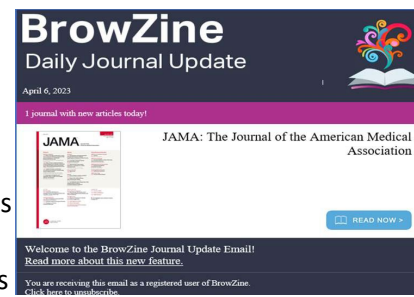 BrowZine
Daily Journal Update
April 6, 2023
1 journal with new articles today!
JAMA
JAMA: The Journal of the American Medical
Association
READ NOW »
s
Welcome to the BrowZine Journal Update Email!
Read more about this new feature.
s
You are receiving this email as a registered user of BrowZine.
Click here to unsubscribe.